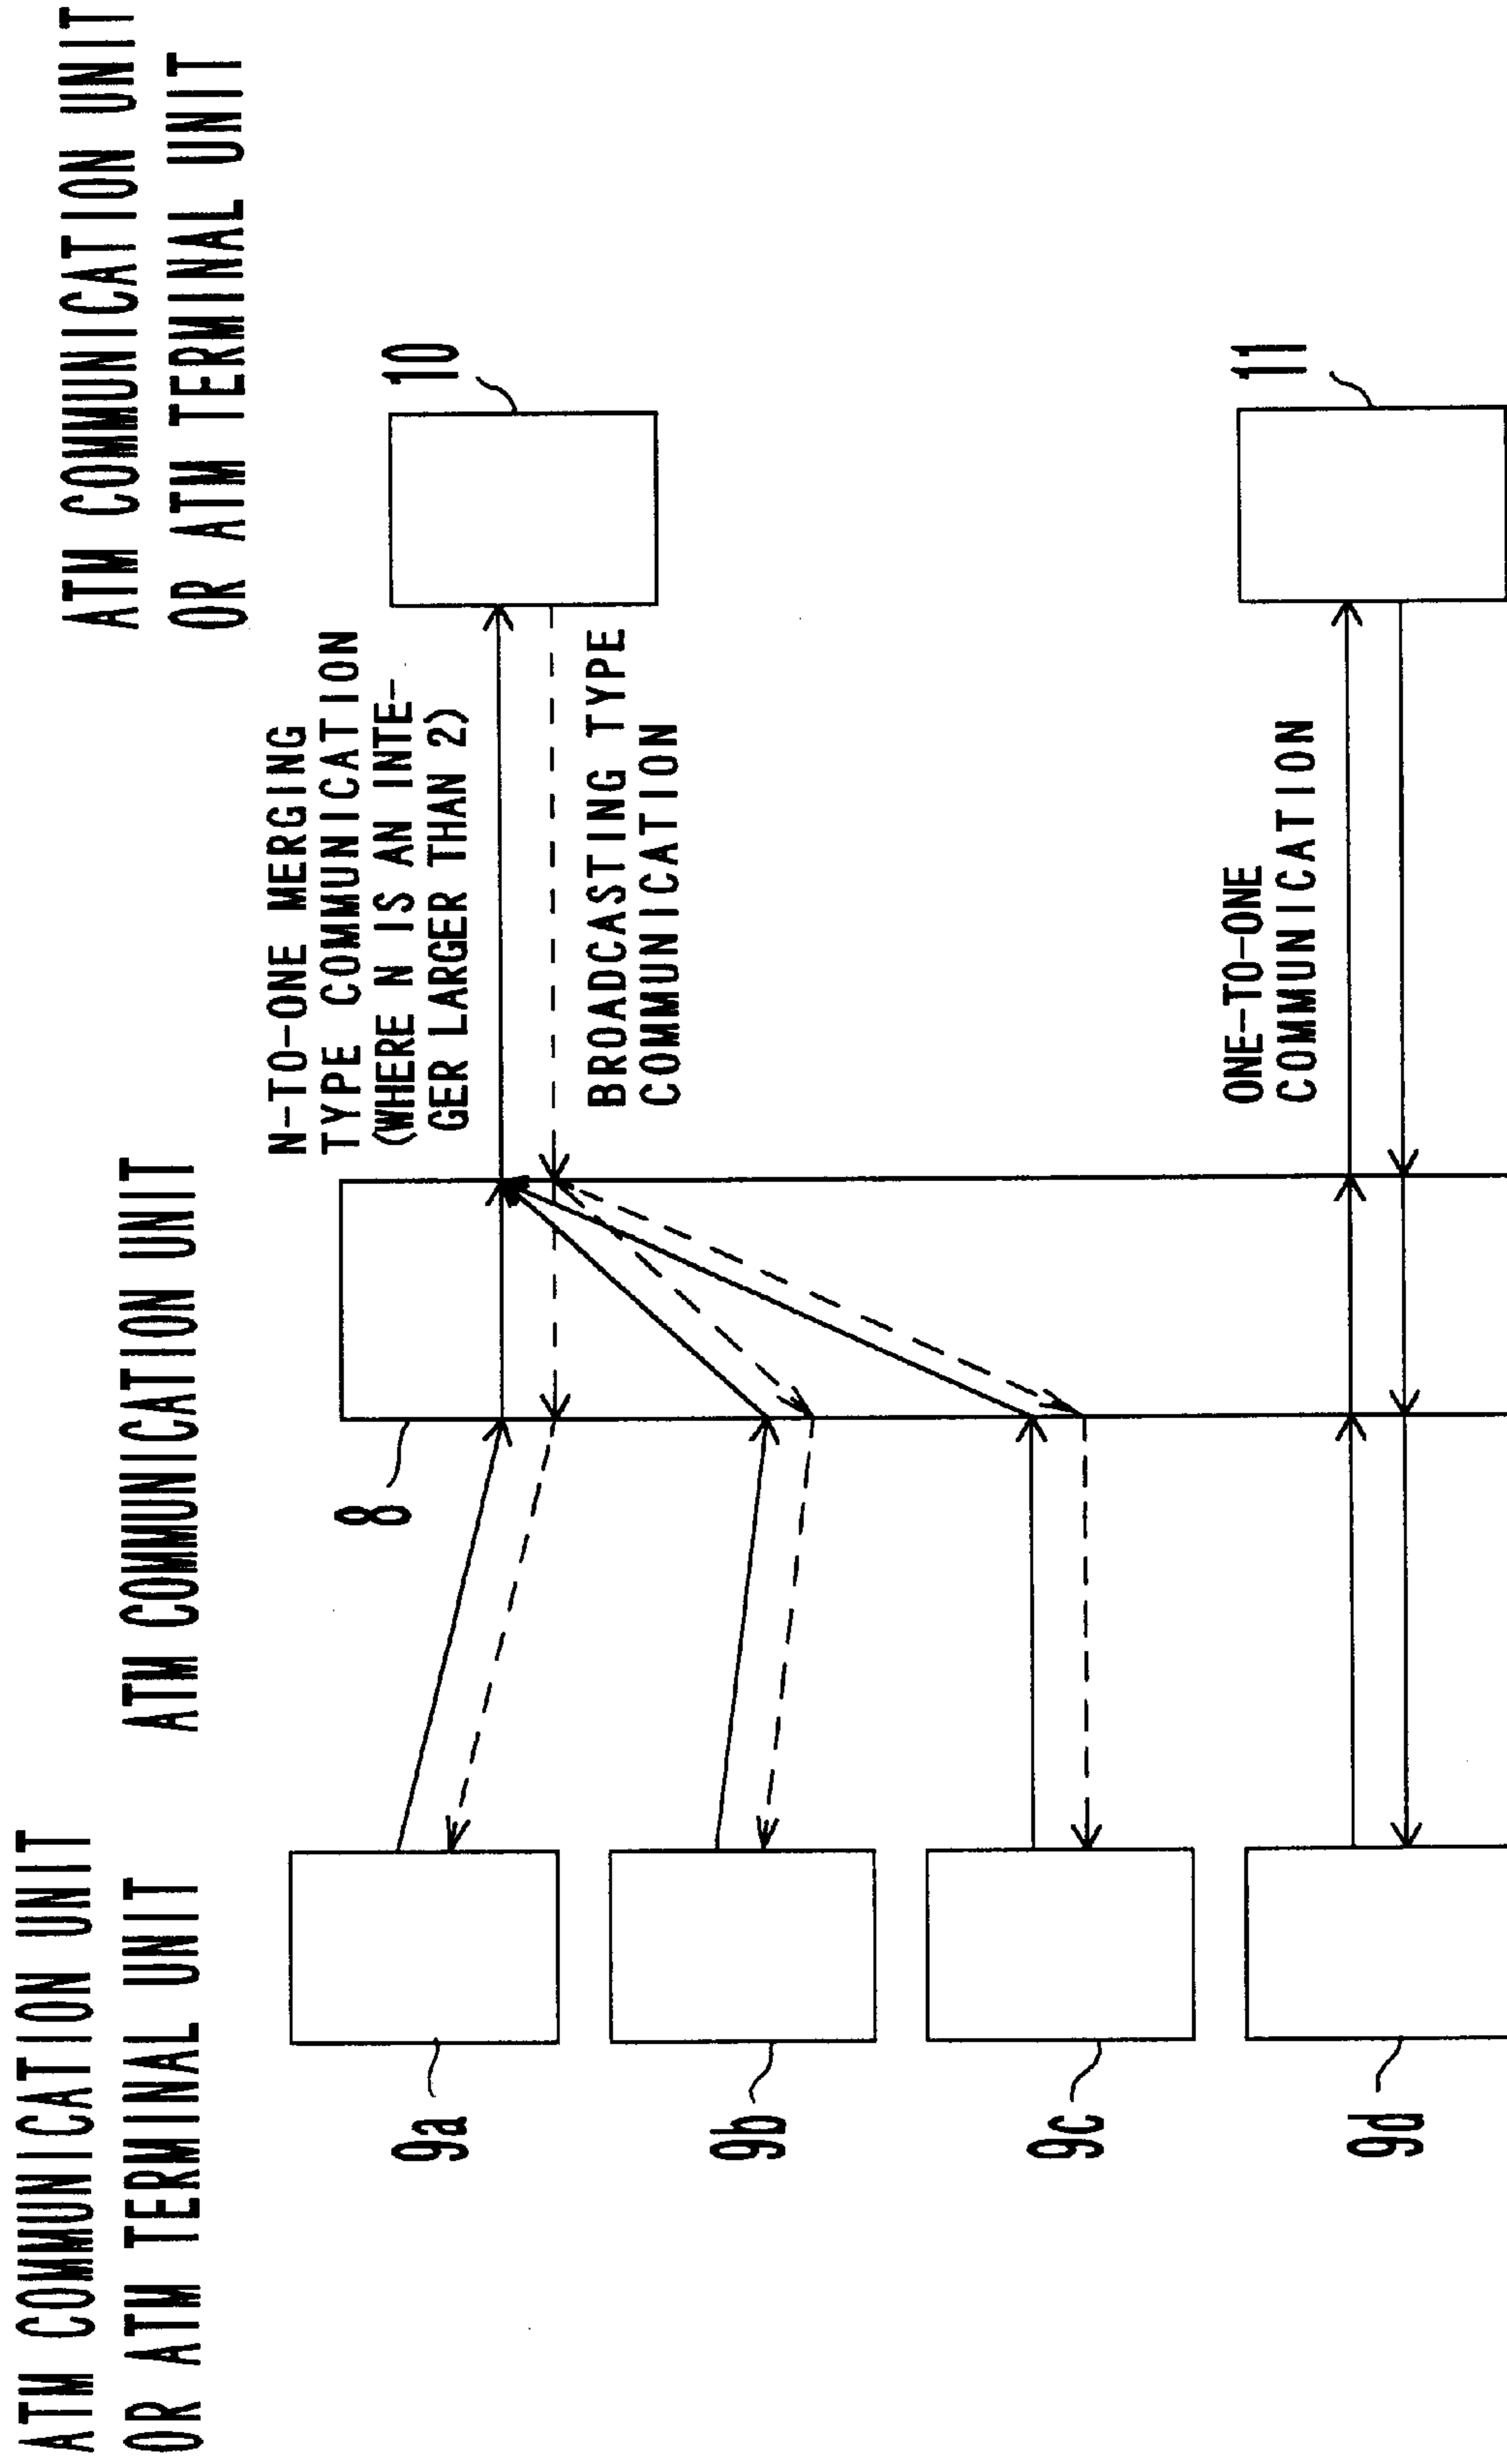 ATM COMMUNICATION UNIT
OR ATM TERMINAL UNIT
ATM COMMUNICATION UNIT
ATM COMMUNICATION UNIT
OR ATM TERMINAL UNIT
8
N-TO-ONE MERGING
TYPE COMMUNICATION
(WHERE N IS AN INTE-
GER LARGER THAN 2)
BROADCASTING TYPE
COMMUNICATION
10
9a
9b
9c
9d
ONE-TO-ONE
COMMUNICATION
11